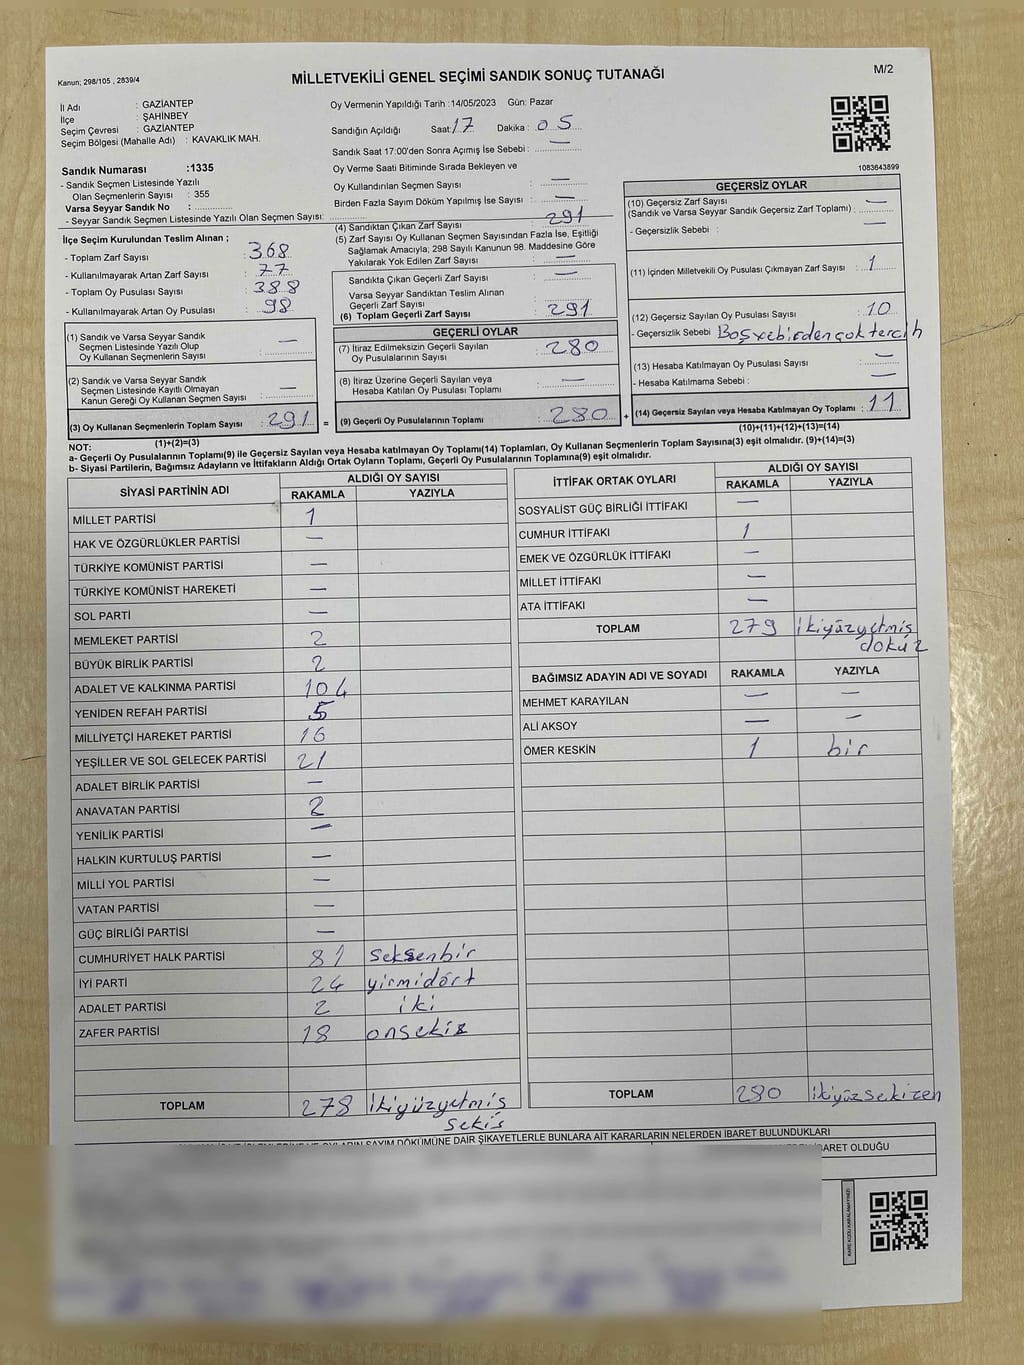 Kanun; 298/105 , 2839/4
MİLLETVEKİLİ GENEL SEÇİMİ SANDIK SONUÇ TUTANAĞI
M/2
İl Adı : GAZİANTEP
İlçe : ŞAHİNBEY
Seçim Çevresi : GAZİANTEP
Seçim Bölgesi (Mahalle Adı) : KAVAKLIK MAH.
Sandık Numarası :1335
- Sandık Seçmen Listesinde Yazılı
Olan Seçmenlerin Sayısı : 355
Varsa Seyyar Sandık No :
- Seyyar Sandık Seçmen Listesinde Yazılı Olan Seçmen Sayısı:
Oy Vermenin Yapıldığı Tarih :14/05/2023 Gün: Pazar
Sandığın Açıldığı Saat: 17 Dakika : 05
Sandık Saat 17:00'den Sonra Açımış İse Sebebi : —
Oy Verme Saati Bitiminde Sırada Bekleyen ve
Oy Kullandırılan Seçmen Sayısı : —
Birden Fazla Sayım Döküm Yapılmış İse Sayısı : —
1083643899
İlçe Seçim Kurulundan Teslim Alınan ;
- Toplam Zarf Sayısı : 368
- Kullanılmayarak Artan Zarf Sayısı : 77
- Toplam Oy Pusulası Sayısı : 388
- Kullanılmayarak Artan Oy Pusulası : 98
(4) Sandıktan Çıkan Zarf Sayısı : 291
(5) Zarf Sayısı Oy Kullanan Seçmen Sayısından Fazla İse, Eşitliği
Sağlamak Amacıyla; 298 Sayılı Kanunun 98. Maddesine Göre
Yakılarak Yok Edilen Zarf Sayısı : —
Sandıkta Çıkan Geçerli Zarf Sayısı : —
Varsa Seyyar Sandıktan Teslim Alınan
Geçerli Zarf Sayısı :
(6) Toplam Geçerli Zarf Sayısı : 291
GEÇERSİZ OYLAR
(10) Geçersiz Zarf Sayısı
(Sandık ve Varsa Seyyar Sandık Geçersiz Zarf Toplamı) : —
- Geçersizlik Sebebi : —
(11) İçinden Milletvekili Oy Pusulası Çıkmayan Zarf Sayısı : 1
(12) Geçersiz Sayılan Oy Pusulası Sayısı : 10
- Geçersizlik Sebebi Boş ve birden çok tercih
(13) Hesaba Katılmayan Oy Pusulası Sayısı : —
- Hesaba Katılmama Sebebi : —
(14) Geçersiz Sayılan veya Hesaba Katılmayan Oy Toplamı : 11
(10)+(11)+(12)+(13)=(14)
(1) Sandık ve Varsa Seyyar Sandık
Seçmen Listesinde Yazılı Olup
Oy Kullanan Seçmenlerin Sayısı : —
(2) Sandık ve Varsa Seyyar Sandık
Seçmen Listesinde Kayıtlı Olmayan
Kanun Gereği Oy Kullanan Seçmen Sayısı : —
(3) Oy Kullanan Seçmenlerin Toplam Sayısı : 291 =
(1)+(2)=(3)
GEÇERLİ OYLAR
(7) İtiraz Edilmeksizin Geçerli Sayılan
Oy Pusulalarının Sayısı : 280
(8) İtiraz Üzerine Geçerli Sayılan veya
Hesaba Katılan Oy Pusulası Toplamı : —
(9) Geçerli Oy Pusulalarının Toplamı : 280 +
NOT:
a- Geçerli Oy Pusulalarının Toplamı(9) ile Geçersiz Sayılan veya Hesaba katılmayan Oy Toplamı(14) Toplamları, Oy Kullanan Seçmenlerin Toplam Sayısına(3) eşit olmalıdır. (9)+(14)=(3)
b- Siyasi Partilerin, Bağımsız Adayların ve İttifakların Aldığı Ortak Oyların Toplamı, Geçerli Oy Pusulalarının Toplamına(9) eşit olmalıdır.
SİYASİ PARTİNİN ADI
ALDIĞI OY SAYISI
RAKAMLA YAZIYLA
MİLLET PARTİSİ 1
HAK VE ÖZGÜRLÜKLER PARTİSİ —
TÜRKİYE KOMÜNİST PARTİSİ —
TÜRKİYE KOMÜNİST HAREKETİ —
SOL PARTİ —
MEMLEKET PARTİSİ 2
BÜYÜK BİRLİK PARTİSİ 2
ADALET VE KALKINMA PARTİSİ 104
YENİDEN REFAH PARTİSİ 5
MİLLİYETÇİ HAREKET PARTİSİ 16
YEŞİLLER VE SOL GELECEK PARTİSİ 21
ADALET BİRLİK PARTİSİ —
ANAVATAN PARTİSİ 2
YENİLİK PARTİSİ —
HALKIN KURTULUŞ PARTİSİ —
MİLLİ YOL PARTİSİ —
VATAN PARTİSİ —
GÜÇ BİRLİĞİ PARTİSİ —
CUMHURİYET HALK PARTİSİ 81 seksenbir
İYİ PARTİ 24 yirmidört
ADALET PARTİSİ 2 iki
ZAFER PARTİSİ 18 onsekiz
TOPLAM 278 ikiyüzyetmiş
sekis
İTTİFAK ORTAK OYLARI
ALDIĞI OY SAYISI
RAKAMLA YAZIYLA
SOSYALİST GÜÇ BİRLİĞİ İTTİFAKI —
CUMHUR İTTİFAKI 1
EMEK VE ÖZGÜRLÜK İTTİFAKI —
MİLLET İTTİFAKI —
ATA İTTİFAKI —
TOPLAM 279 ikiyüzyetmiş
dokuz
BAĞIMSIZ ADAYIN ADI VE SOYADI RAKAMLA YAZIYLA
MEHMET KARAYILAN — —
ALİ AKSOY — —
ÖMER KESKİN 1 bir
TOPLAM 280 ikiyüzseksen
OYLARIN SAYIM DÖKÜMÜNE DAİR ŞİKAYETLERLE BUNLARA AİT KARARLARIN NELERDEN İBARET BULUNDUKLARI
İBARET OLDUĞU